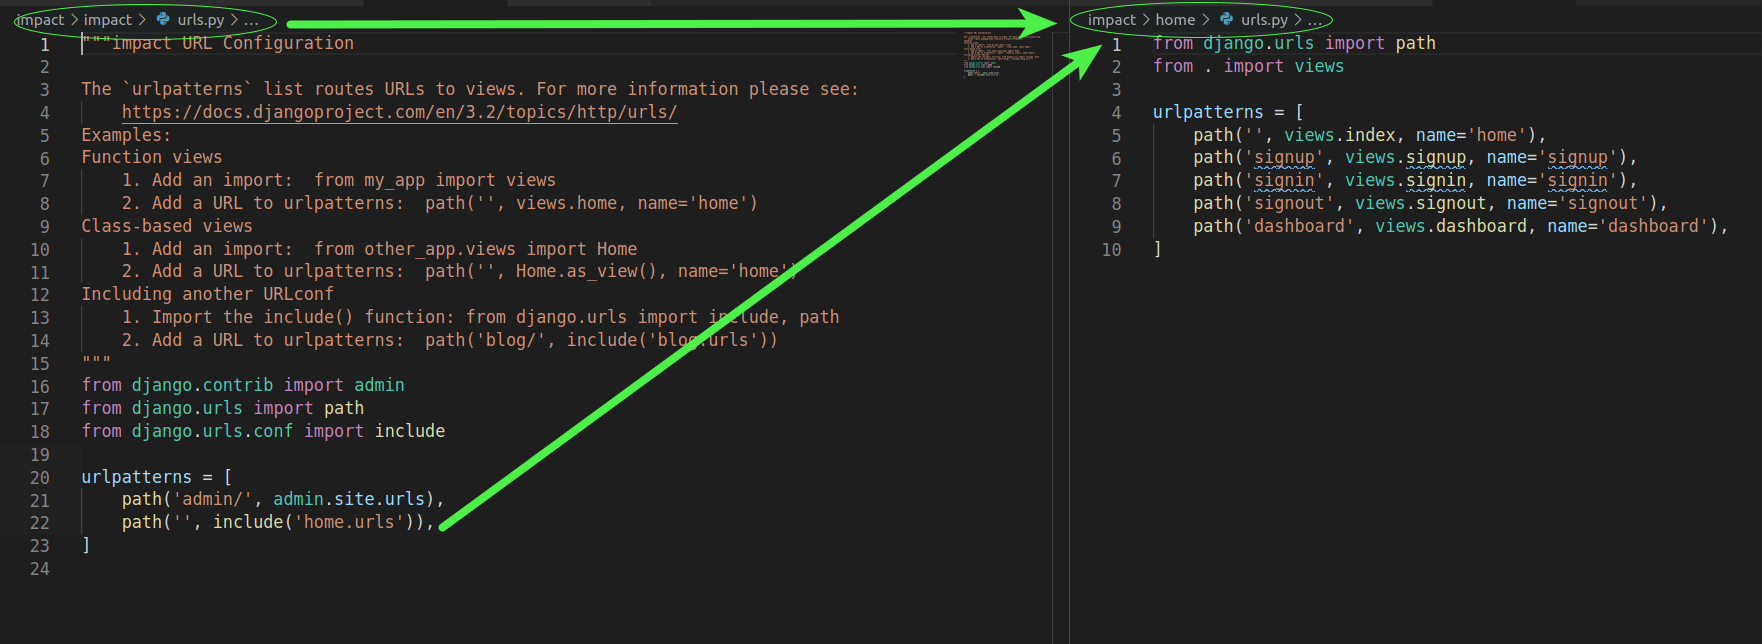 impact > impact > urls.py > ...
1 """impact URL Configuration
2
3 The `urlpatterns` list routes URLs to views. For more information please see:
4     https://docs.djangoproject.com/en/3.2/topics/http/urls/
5 Examples:
6 Function views
7     1. Add an import:  from my_app import views
8     2. Add a URL to urlpatterns:  path('', views.home, name='home')
9 Class-based views
10     1. Add an import:  from other_app.views import Home
11     2. Add a URL to urlpatterns:  path('', Home.as_view(), name='home')
12 Including another URLconf
13     1. Import the include() function: from django.urls import include, path
14     2. Add a URL to urlpatterns:  path('blog/', include('blog.urls'))
15 """
16 from django.contrib import admin
17 from django.urls import path
18 from django.urls.conf import include
19
20 urlpatterns = [
21     path('admin/', admin.site.urls),
22     path('', include('home.urls')),
23 ]
24
impact > home > urls.py > ...
1 from django.urls import path
2 from . import views
3
4 urlpatterns = [
5     path('', views.index, name='home'),
6     path('signup', views.signup, name='signup'),
7     path('signin', views.signin, name='signin'),
8     path('signout', views.signout, name='signout'),
9     path('dashboard', views.dashboard, name='dashboard'),
10 ]